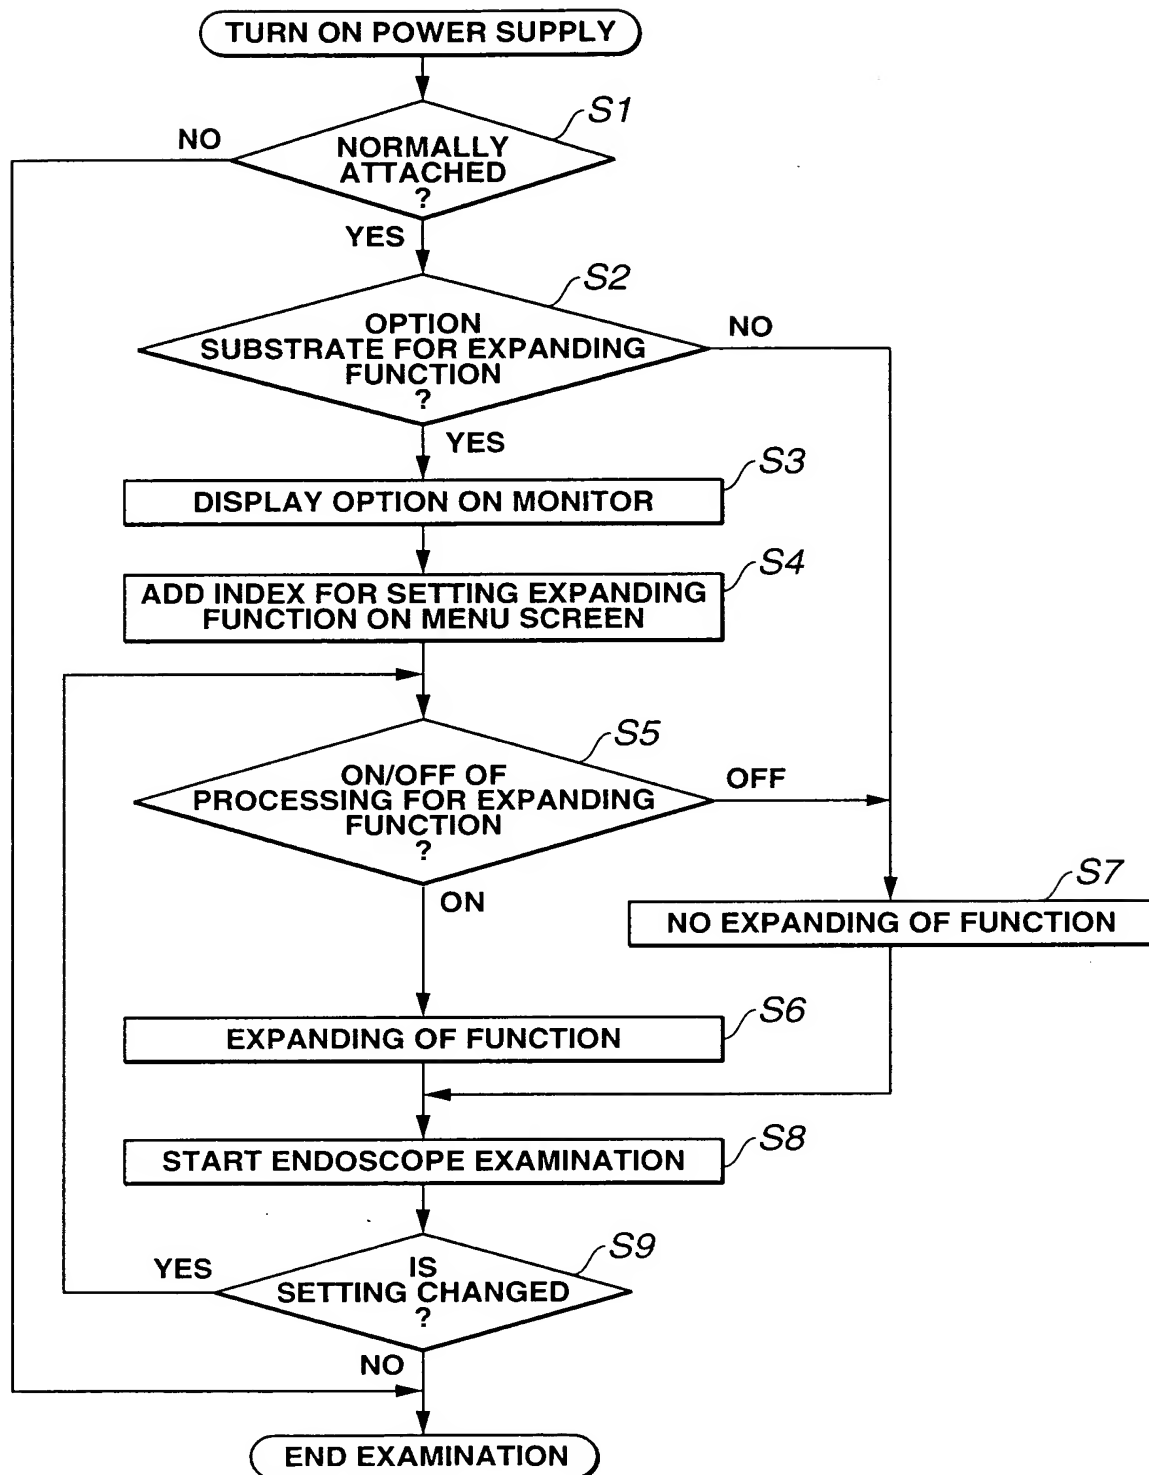 TURN ON POWER SUPPLY
S1
NO
NORMALLY
ATTACHED
?
YES
S2
OPTION
SUBSTRATE FOR EXPANDING
FUNCTION
?
NO
YES
S3
DISPLAY OPTION ON MONITOR
S4
ADD INDEX FOR SETTING EXPANDING
FUNCTION ON MENU SCREEN
S5
ON/OFF OF
PROCESSING FOR EXPANDING
FUNCTION
?
OFF
ON
S7
NO EXPANDING OF FUNCTION
S6
EXPANDING OF FUNCTION
S8
START ENDOSCOPE EXAMINATION
S9
YES
IS
SETTING CHANGED
?
NO
END EXAMINATION